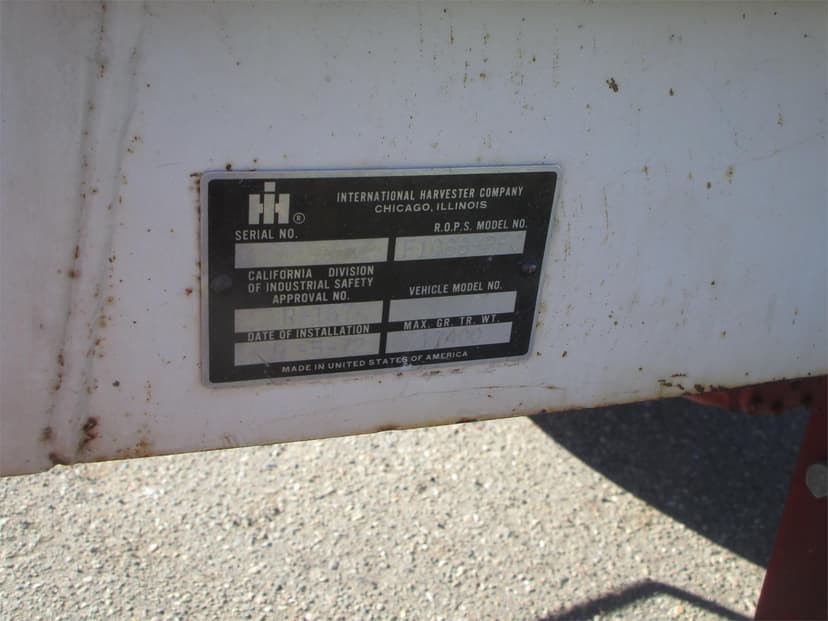 IH ®
INTERNATIONAL HARVESTER COMPANY
CHICAGO, ILLINOIS
SERIAL NO.
R.O.P.S. MODEL NO.
CALIFORNIA DIVISION
OF INDUSTRIAL SAFETY
APPROVAL NO.
VEHICLE MODEL NO.
DATE OF INSTALLATION
MAX. GR. TR. WT.
MADE IN UNITED STATES OF AMERICA